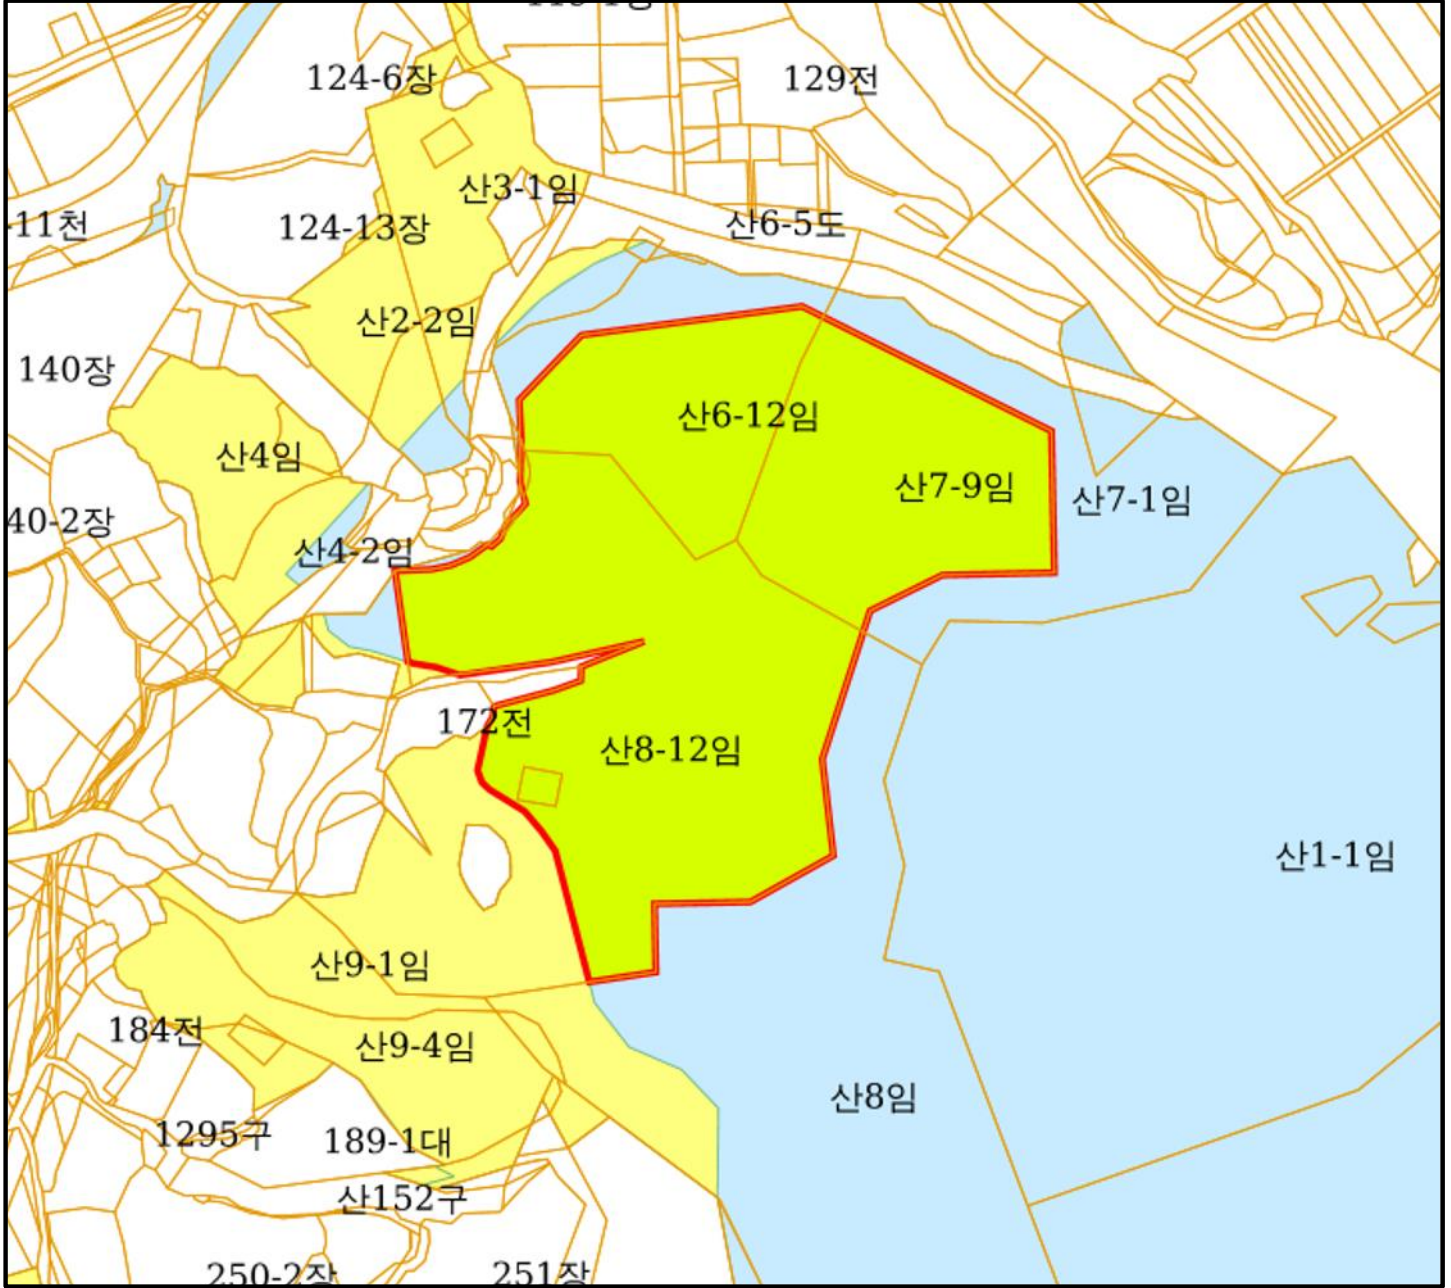 124-6장
129전
산3-1임
-11천
124-13장
산6-5도
산2-2임
140장
산6-12임
산4임
산7-9임
산7-1임
40-2장
산4-2임
172전
산8-12임
산1-1임
산9-1임
184전
산9-4임
산8임
1295구
189-1대
산152구
250-2장
251장